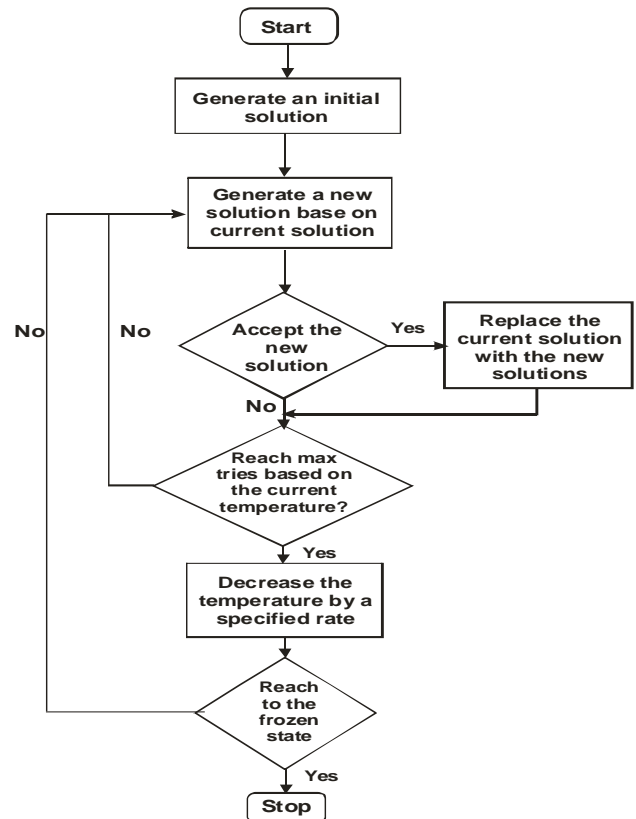 Start
Generate an initial
solution
Generate a new
solution base on
current solution
No
No
Accept the
new
solution
Yes
Replace the
current solution
with the new
solutions
No
Reach max
tries based on
the current
temperature?
Yes
Decrease the
temperature by a
specified rate
Reach
to the
frozen
state
Yes
Stop